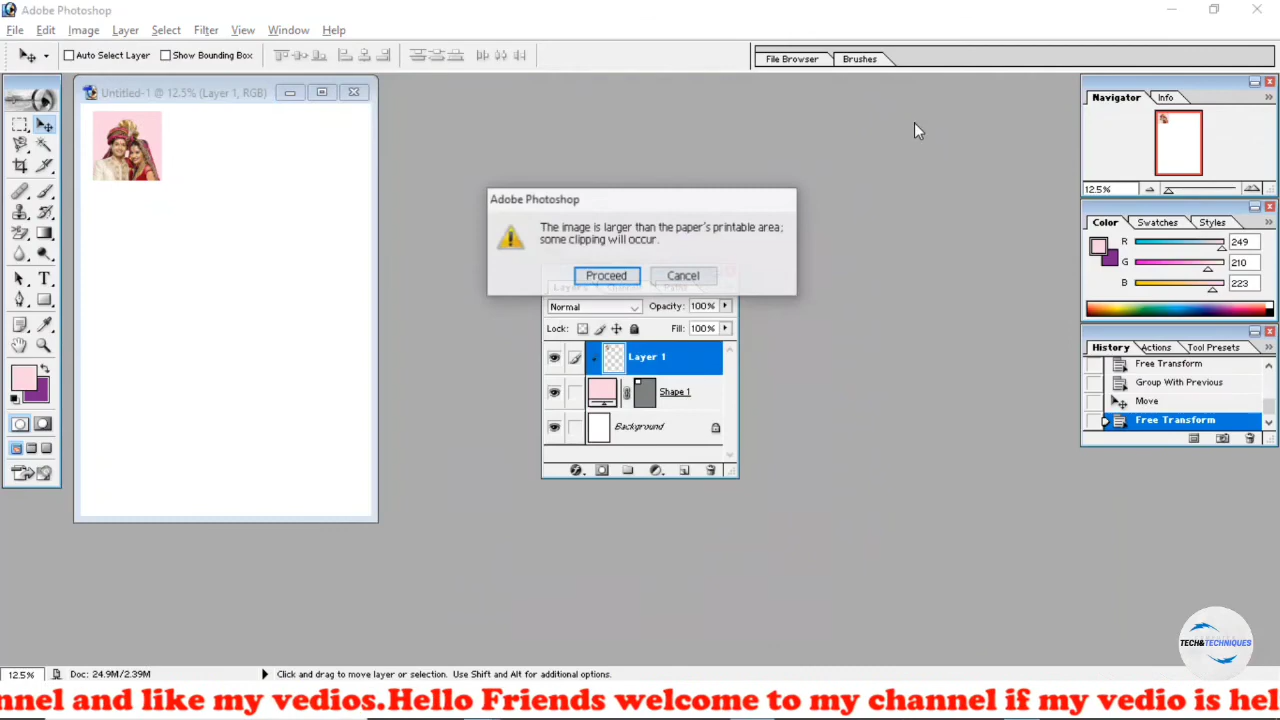 Adobe Photoshop
File Edit Image Layer Select Filter View Window Help
Auto Select Layer Show Bounding Box
File Browser Brushes
Untitled-1 @ 12.5% (Layer 1, RGB)
Navigator Info
12.5%
Adobe Photoshop
The image is larger than the paper's printable area;
some clipping will occur.
Proceed Cancel
Color Swatches Styles
R 249
G 210
B 223
Normal Opacity: 100%
Lock: Fill: 100%
Layer 1
Shape 1
Background
History Actions Tool Presets
Free Transform
Group With Previous
Move
Free Transform
TECH&TECHNIQUES
12.5% Doc: 24.9M/2.39M Click and drag to move layer or selection. Use Shift and Alt for additional options.
nnel and like my vedios.Hello Friends welcome to my channel if my vedio is hel